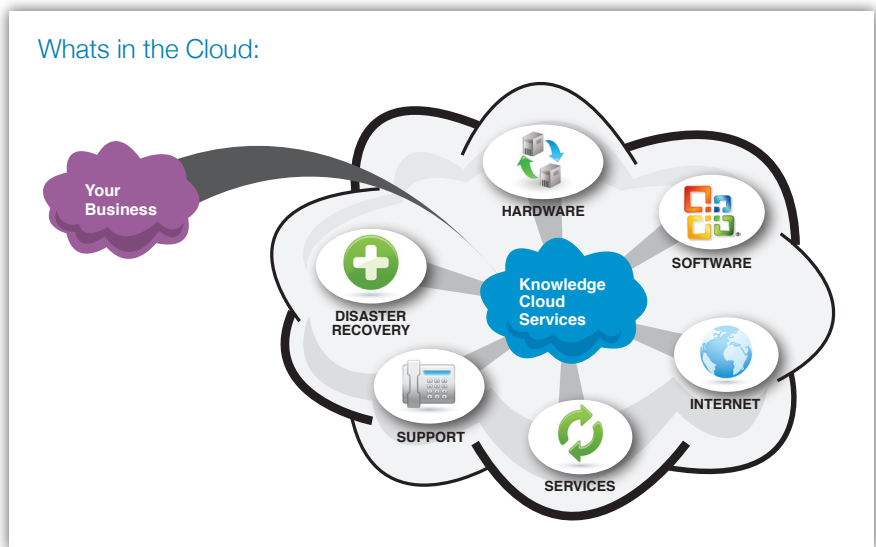 Whats in the Cloud:
Your
Business
HARDWARE
SOFTWARE
Knowledge
Cloud
Services
DISASTER
RECOVERY
INTERNET
SUPPORT
SERVICES